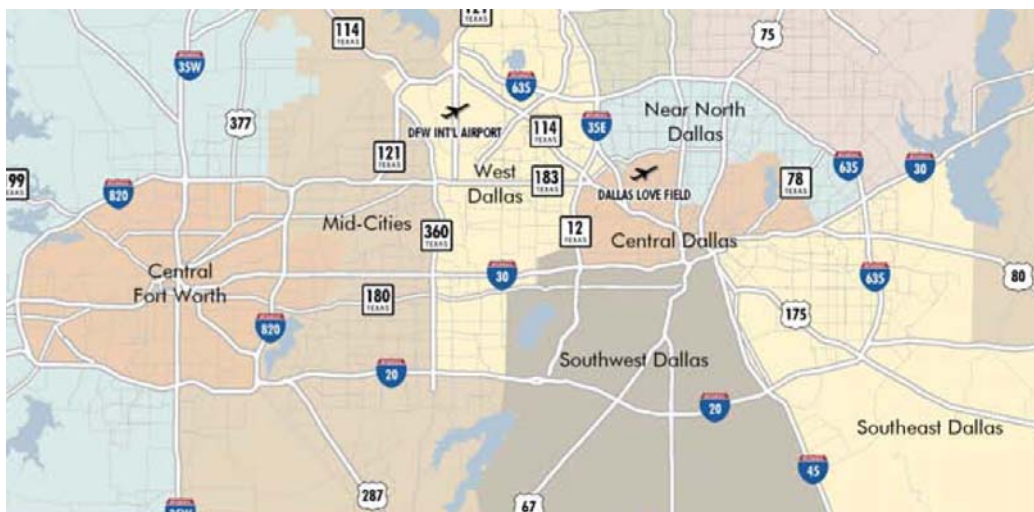 121
TEXAS
114
TEXAS
75
35W
635
377
DFW INT'L AIRPORT
114
TEXAS
35E
Near North
Dallas
121
TEXAS
West
Dallas
183
TEXAS
DALLAS LOVE FIELD
78
TEXAS
635
30
99
820
Mid-Cities
360
TEXAS
12
TEXAS
Central Dallas
Central
Fort Worth
30
635
80
180
TEXAS
175
820
20
Southwest Dallas
20
Southeast Dallas
45
287
67
35W